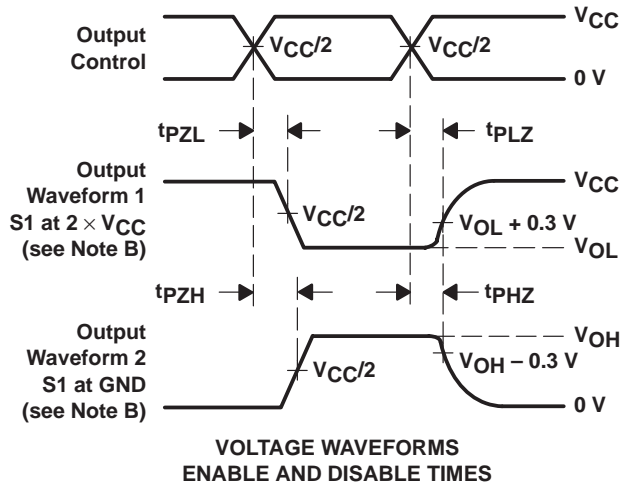 Output
Control
VCC/2
VCC/2
VCC
0 V
tPZL
tPLZ
Output
Waveform 1
S1 at 2 × VCC
(see Note B)
VCC/2
VCC
VOL + 0.3 V
VOL
tPZH
tPHZ
Output
Waveform 2
S1 at GND
(see Note B)
VCC/2
VOH
VOH – 0.3 V
0 V
VOLTAGE WAVEFORMS
ENABLE AND DISABLE TIMES